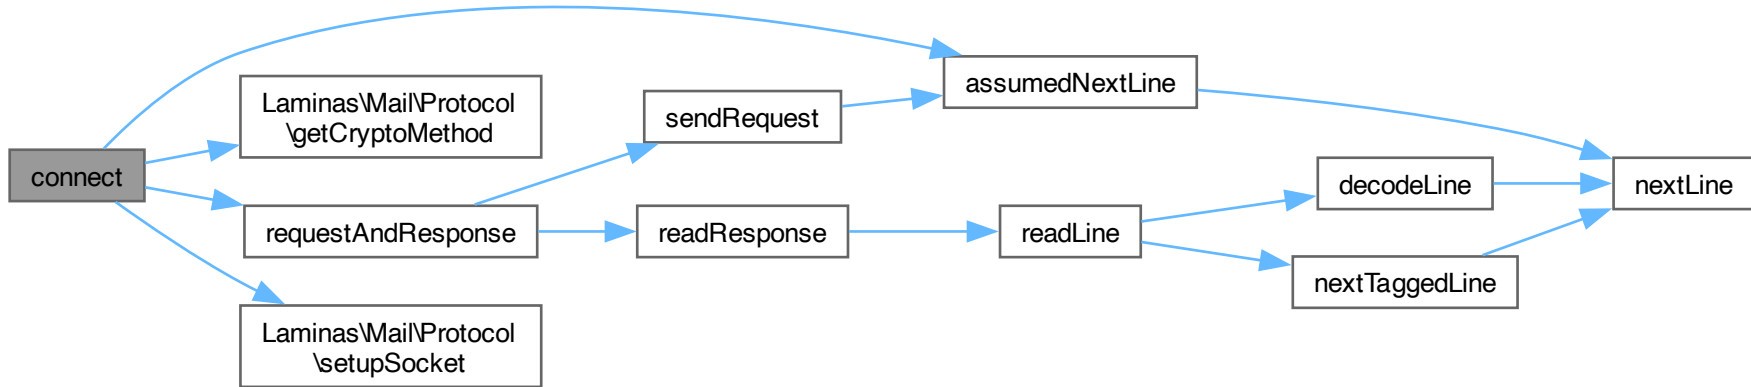 connect
Laminas\Mail\Protocol
\getCryptoMethod
requestAndResponse
Laminas\Mail\Protocol
\setupSocket
sendRequest
readResponse
assumedNextLine
readLine
decodeLine
nextTaggedLine
nextLine